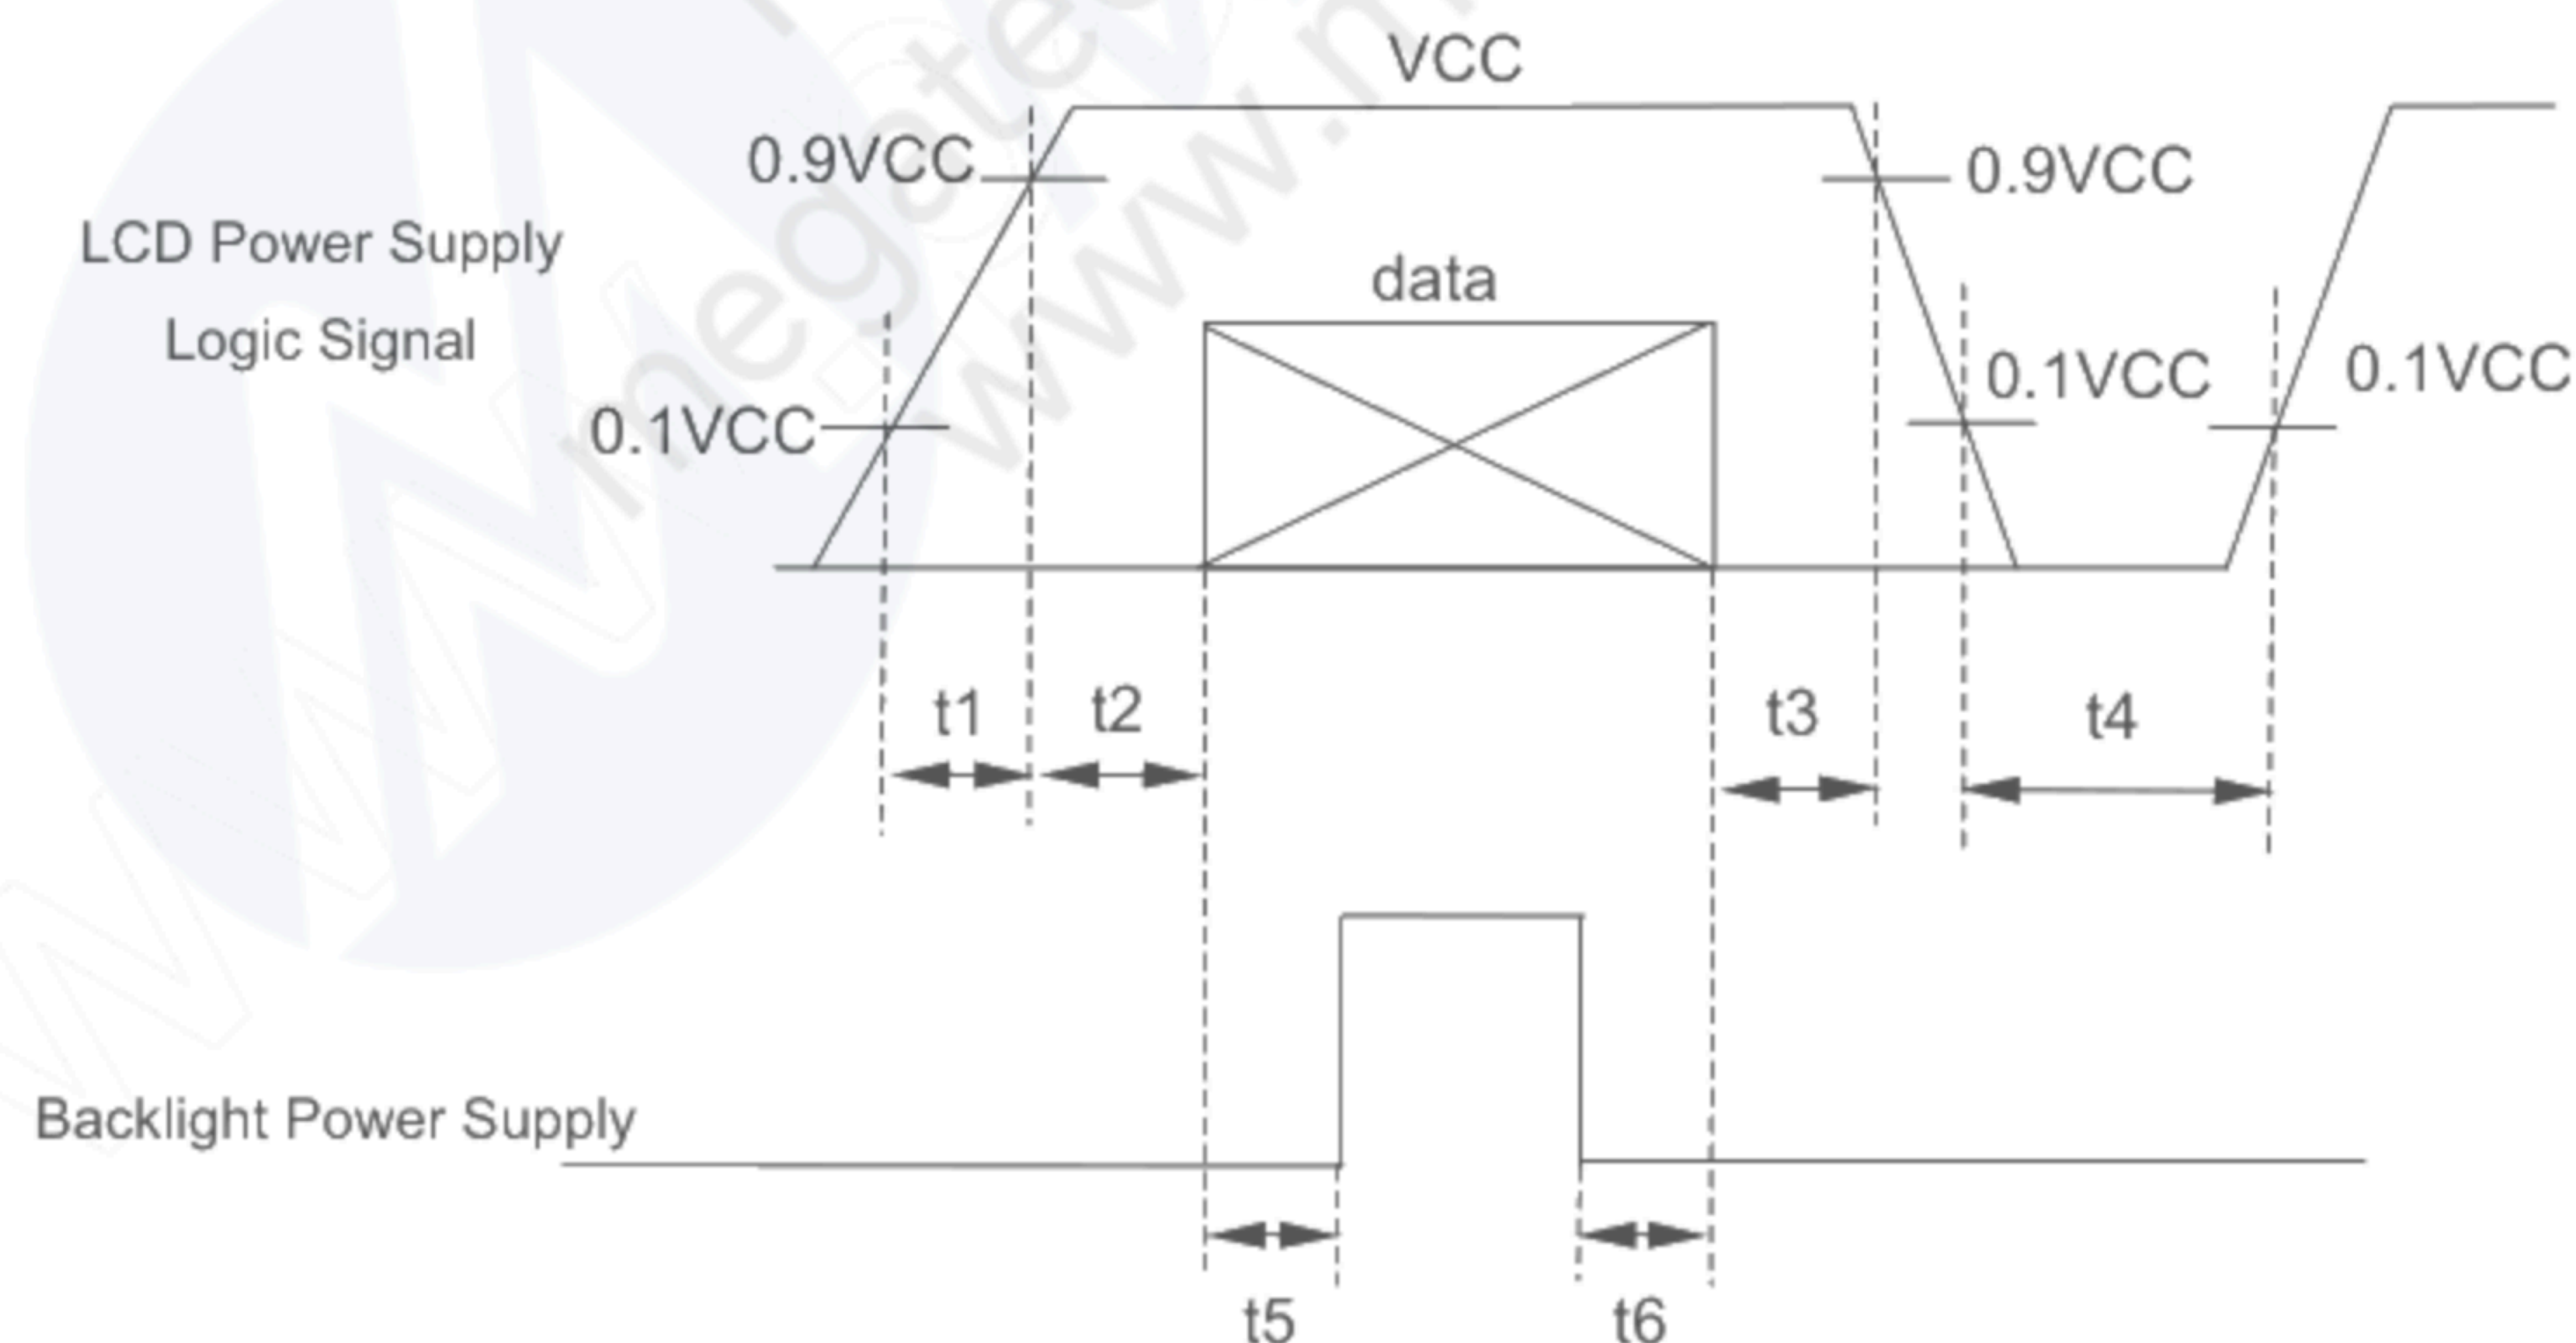 VCC
0.9VCC
0.9VCC
LCD Power Supply
Logic Signal
data
0.1VCC
0.1VCC
0.1VCC
t1
t2
t3
t4
Backlight Power Supply
t5
t6